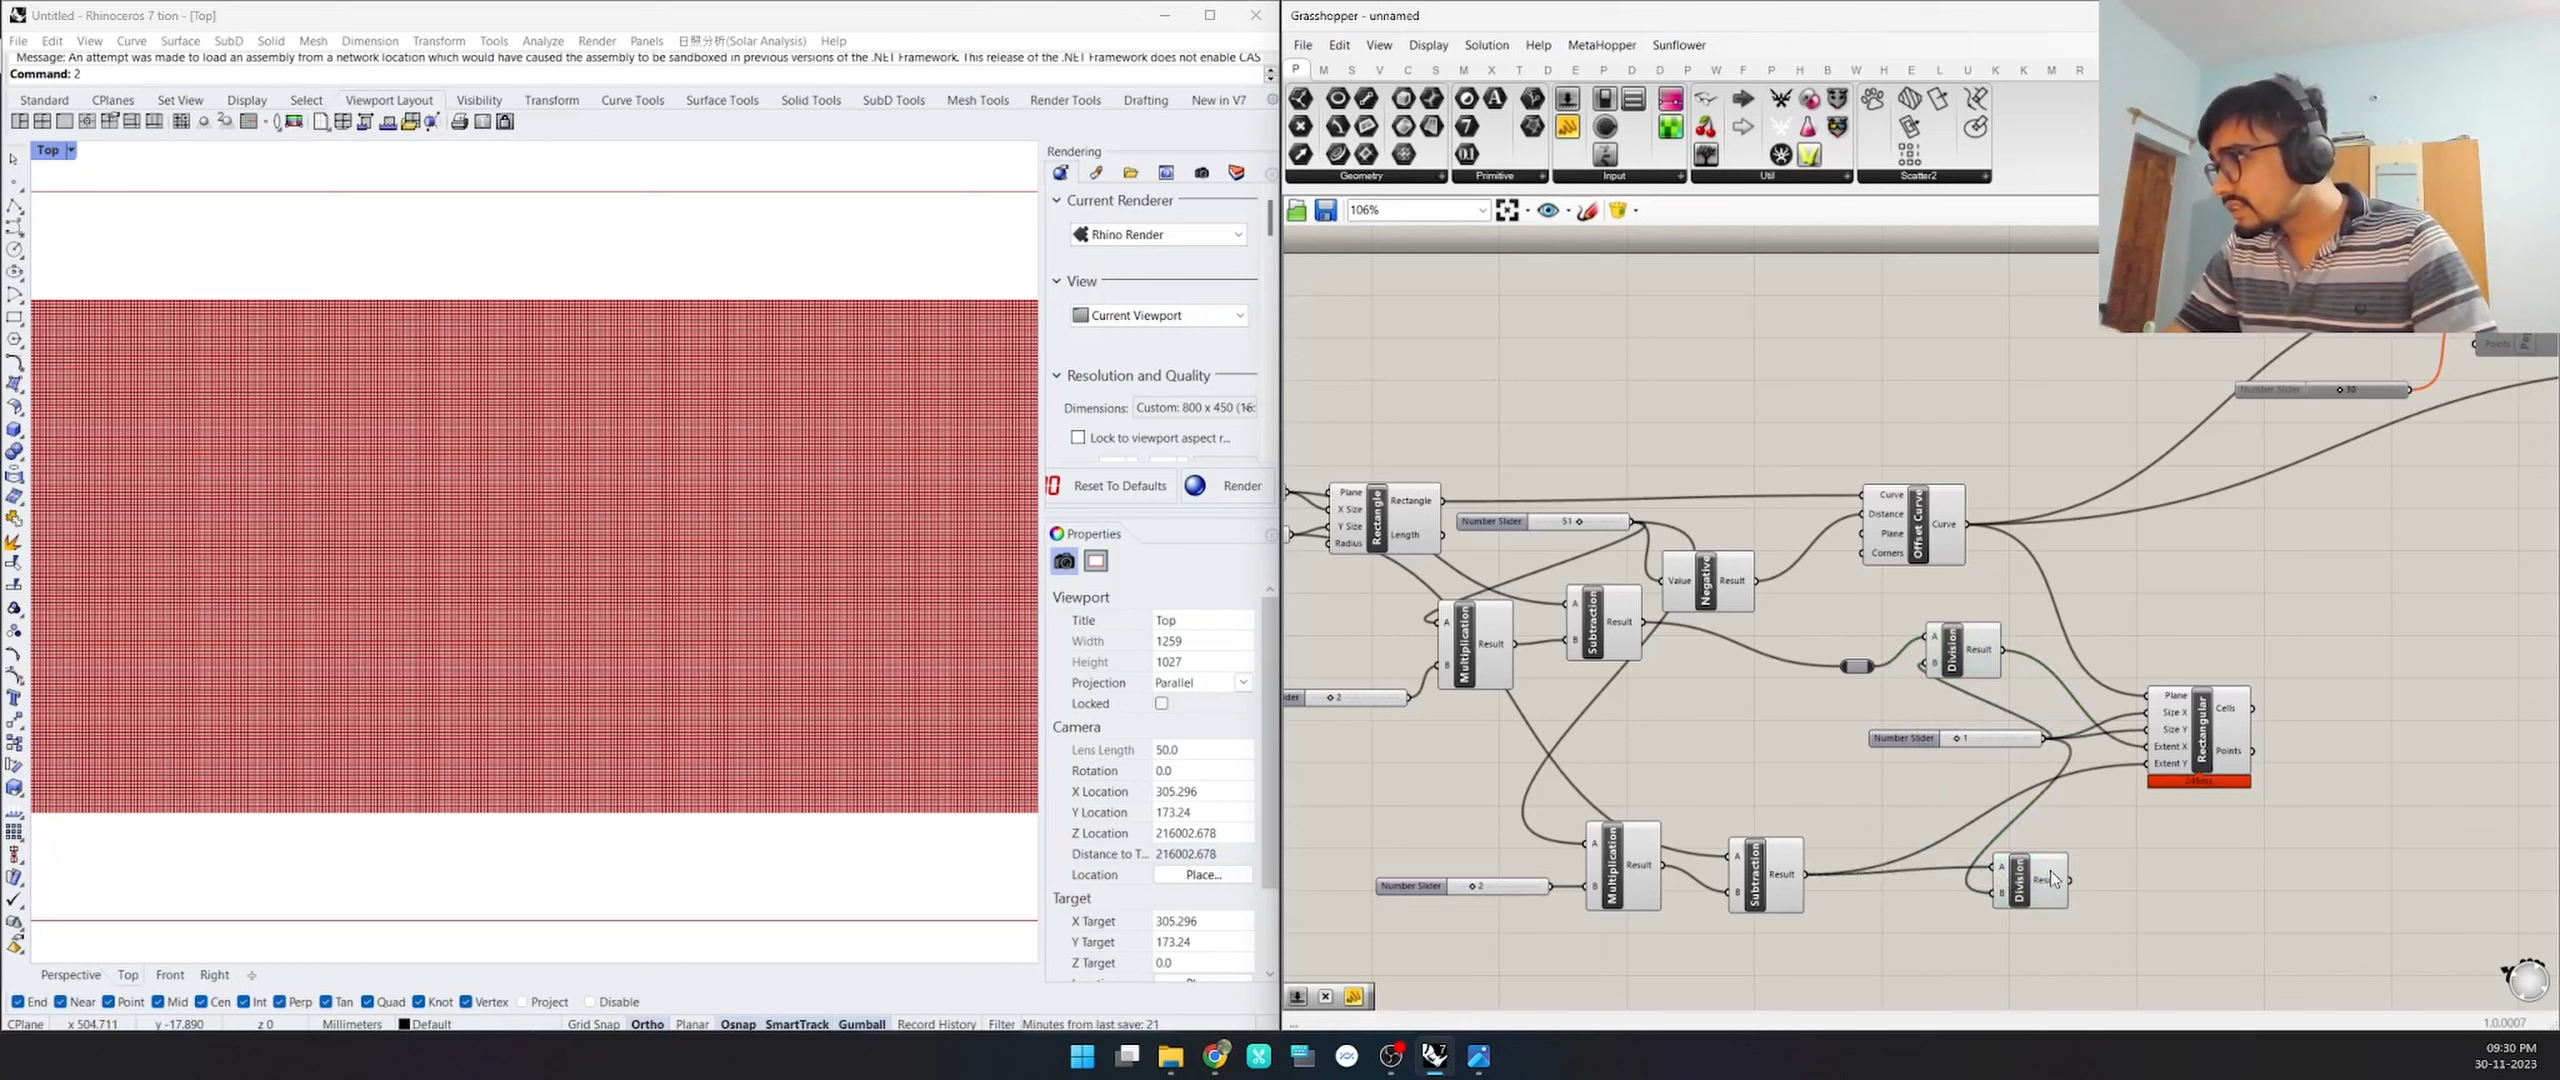 Untitled - Rhinoceros 7 tion - [Top]
File Edit View Curve Surface SubD Solid Mesh Dimension Transform Tools Analyze Render Panels 日照分析(Solar Analysis) Help
Message: An attempt was made to load an assembly from a network location which would have caused the assembly to be sandboxed in previous versions of the .NET Framework. This release of the .NET Framework does not enable CAS
Command: 2
Standard CPlanes Set View Display Select Viewport Layout Visibility Transform Curve Tools Surface Tools Solid Tools SubD Tools Mesh Tools Render Tools Drafting New in V7
Top
Rendering
Current Renderer
Rhino Render
View
Current Viewport
Resolution and Quality
Dimensions: Custom: 800 x 450 (16:
Lock to viewport aspect r...
Reset To Defaults Render
Properties
Viewport
Title Top
Width 1259
Height 1027
Projection Parallel
Locked
Camera
Lens Length 50.0
Rotation 0.0
X Location 305.296
Y Location 173.24
Z Location 216002.678
Distance to T... 216002.678
Location Place...
Target
X Target 305.296
Y Target 173.24
Z Target 0.0
Perspective Top Front Right
End Near Point Mid Cen Int Perp Tan Quad Knot Vertex Project Disable
CPlane x 504.711 y -17.890 z 0 Millimeters Default Grid Snap Ortho Planar Osnap SmartTrack Gumball Record History Filter Minutes from last save: 21
Grasshopper - unnamed
File Edit View Display Solution Help MetaHopper Sunflower
P M S V C S M X T D E P D D P W F T P H B W H E L U K K M R
Geometry Primitive Input Util Scatter2
106%
Points
Number Slider 30
Plane
X Size
Y Size
Radius
Rectangle
Rectangle
Length
Number Slider 51
Curve
Distance
Plane
Corners
Offset Curve
Curve
Value Negative Result
A B Multiplication Result
A B Subtraction Result
A B Division Result
2
Number Slider 1
Plane
Size X
Size Y
Extent X
Extent Y
Rectangular
Cells
Points
245ms
Number Slider 2
A B Multiplication Result
A B Subtraction Result
A B Division
1.0.0007
09:30 PM
30-11-2023